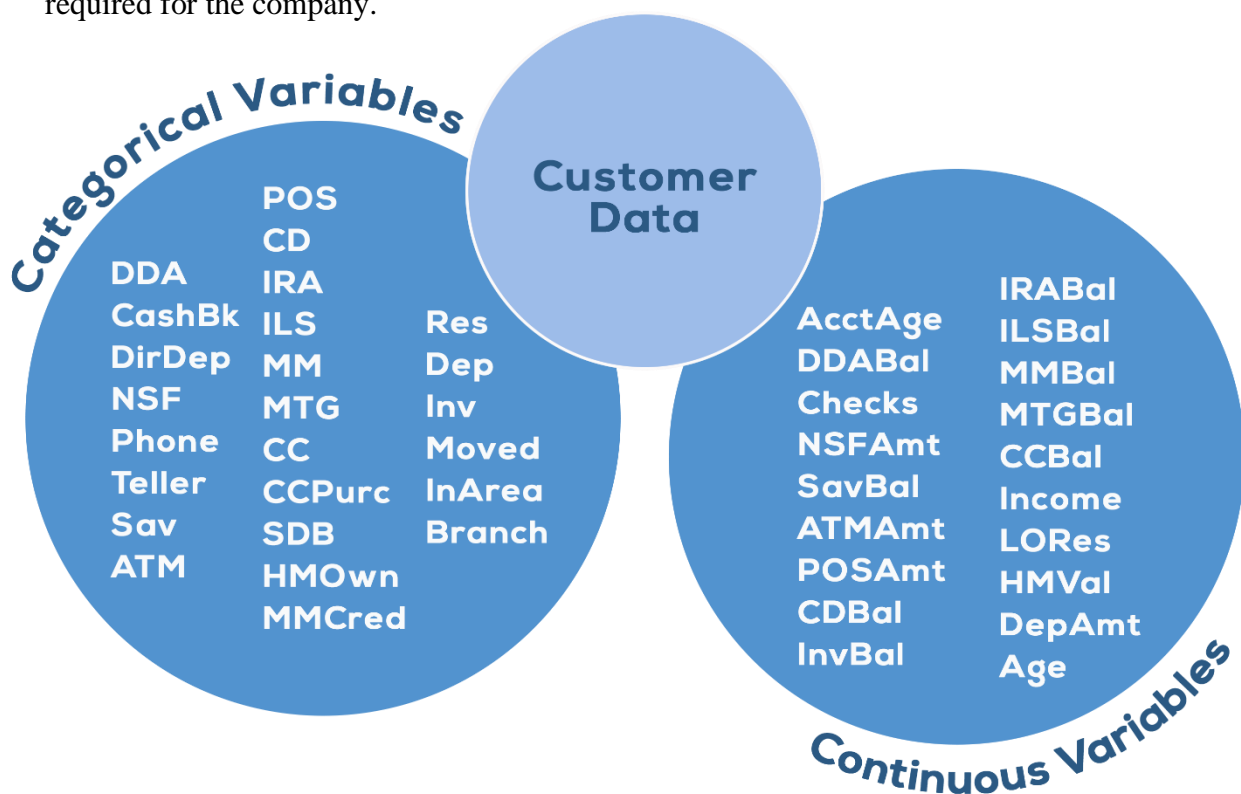 required for the company.
Categorical Variables
Customer
Data
DDA
CashBk
DirDep
NSF
Phone
Teller
Sav
ATM
POS
CD
IRA
ILS
MM
MTG
CC
CCPurc
SDB
HMOwn
MMCred
Res
Dep
Inv
Moved
InArea
Branch
AcctAge
DDABal
Checks
NSFAmt
SavBal
ATMAmt
POSAmt
CDBal
InvBal
IRABal
ILSBal
MMBal
MTGBal
CCBal
Income
LORes
HMVal
DepAmt
Age
Continuous Variables